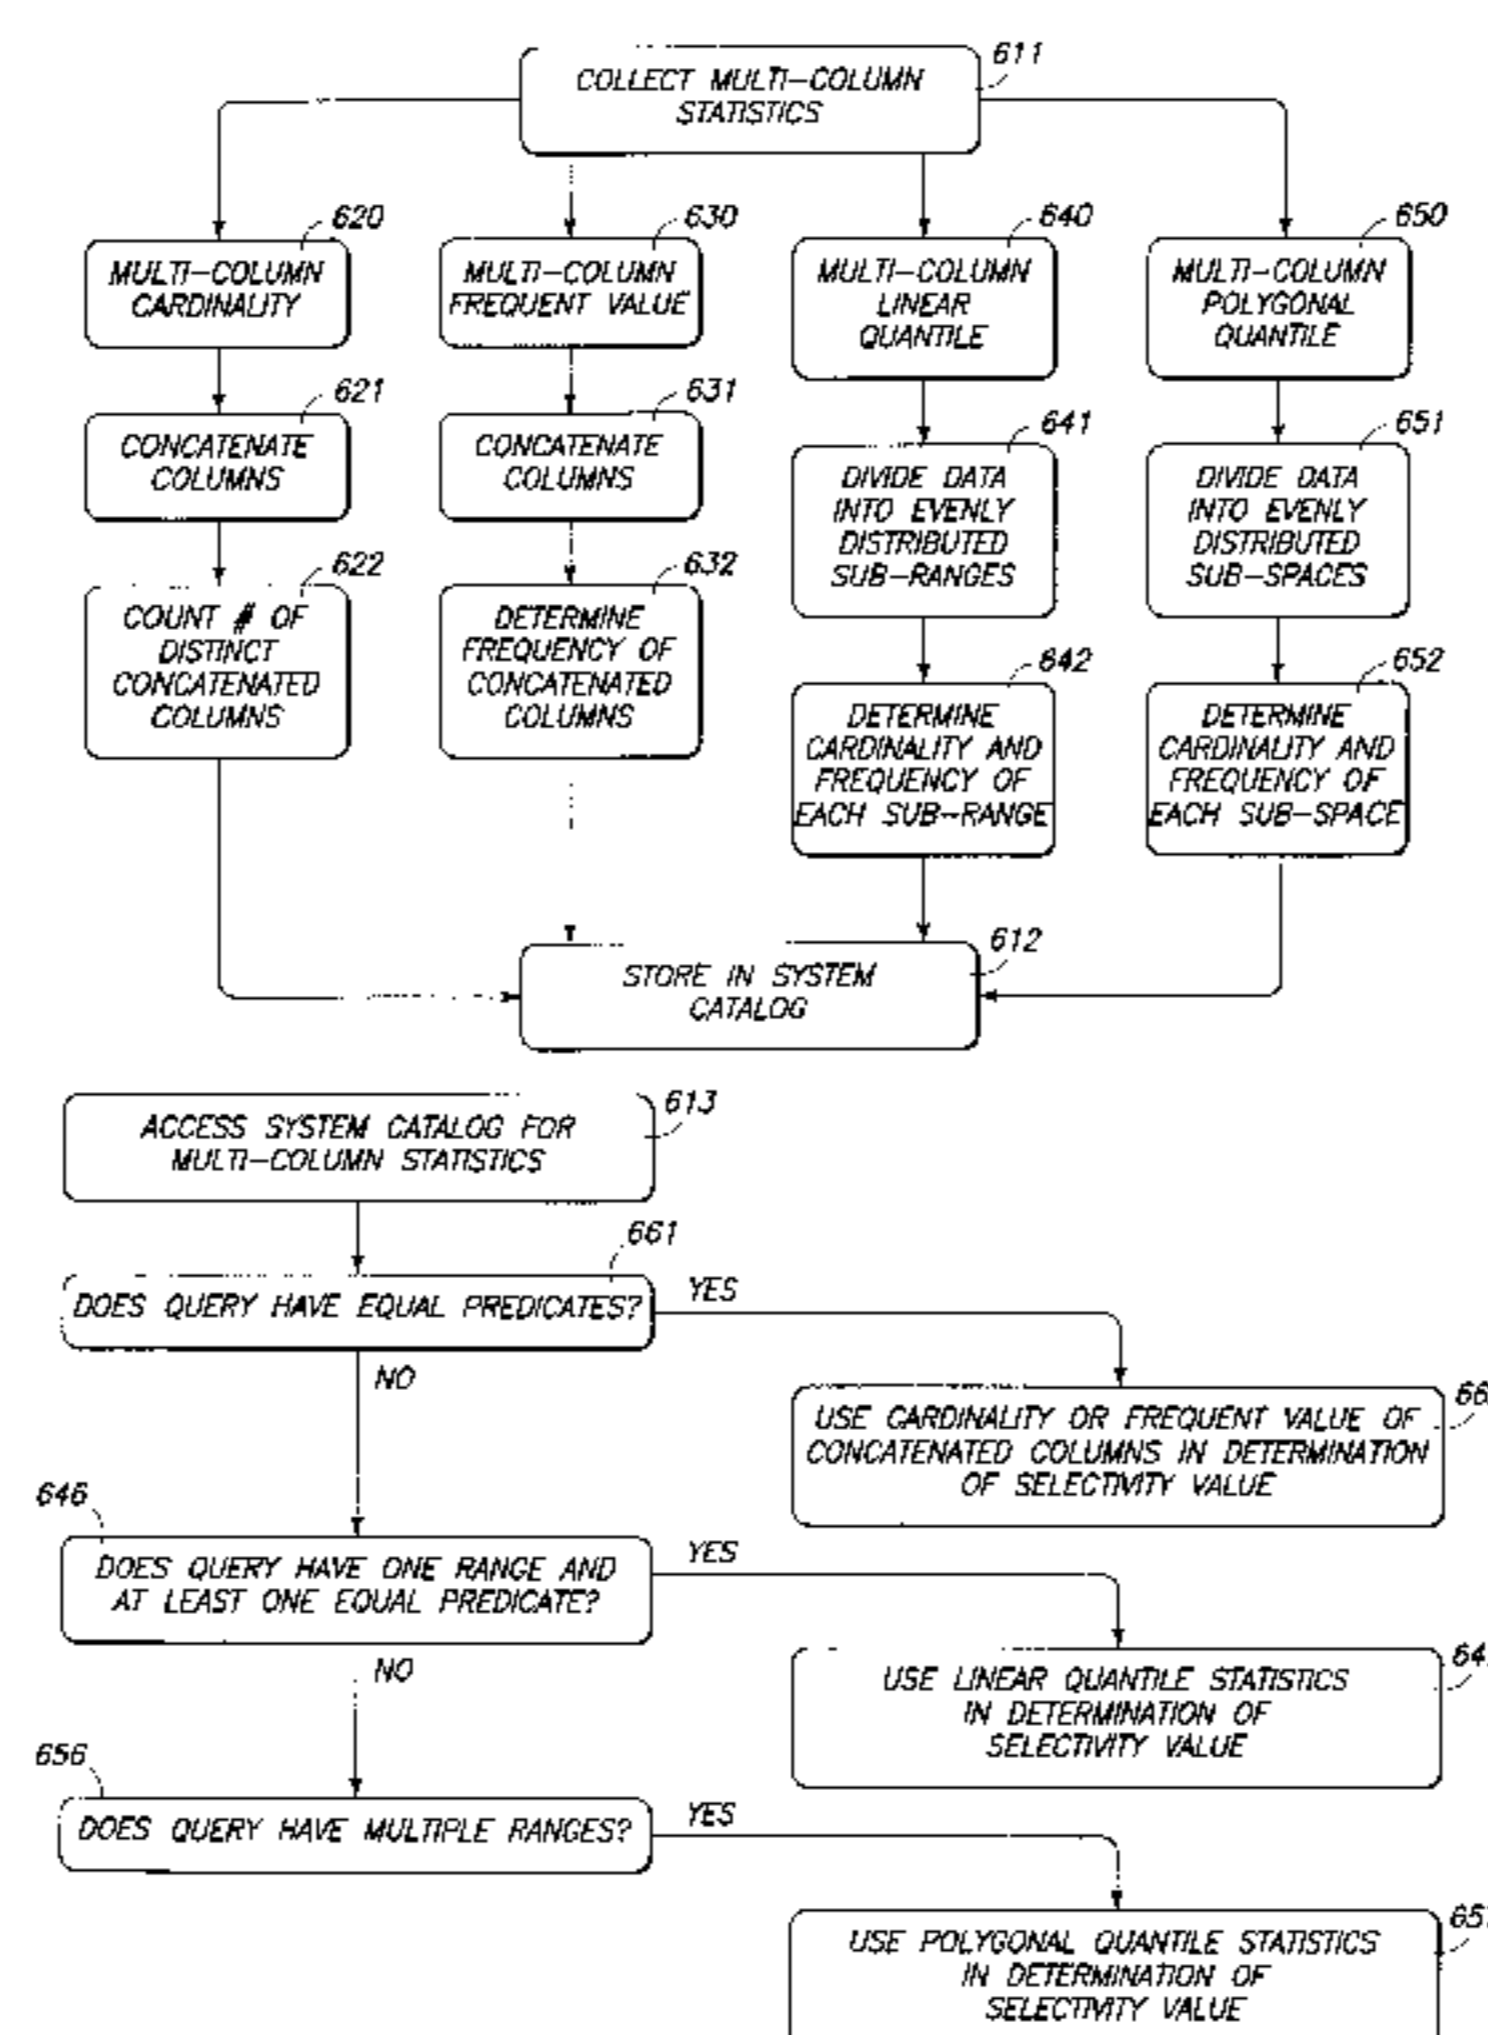 611
COLLECT MULTI-COLUMN
STATISTICS
620
MULTI-COLUMN
CARDINALITY
630
MULTI-COLUMN
FREQUENT VALUE
640
MULTI-COLUMN
LINEAR
QUANTILE
650
MULTI-COLUMN
POLYGONAL
QUANTILE
621
CONCATENATE
COLUMNS
631
CONCATENATE
COLUMNS
641
DIVIDE DATA
INTO EVENLY
DISTRIBUTED
SUB-RANGES
651
DIVIDE DATA
INTO EVENLY
DISTRIBUTED
SUB-SPACES
622
COUNT # OF
DISTINCT
CONCATENATED
COLUMNS
632
DETERMINE
FREQUENCY OF
CONCATENATED
COLUMNS
642
DETERMINE
CARDINALITY AND
FREQUENCY OF
EACH SUB-RANGE
652
DETERMINE
CARDINALITY AND
FREQUENCY OF
EACH SUB-SPACE
612
STORE IN SYSTEM
CATALOG
613
ACCESS SYSTEM CATALOG FOR
MULTI-COLUMN STATISTICS
661
DOES QUERY HAVE EQUAL PREDICATES?
YES
NO
USE CARDINALITY OR FREQUENT VALUE OF
CONCATENATED COLUMNS IN DETERMINATION
OF SELECTIVITY VALUE
646
DOES QUERY HAVE ONE RANGE AND
AT LEAST ONE EQUAL PREDICATE?
YES
NO
USE LINEAR QUANTILE STATISTICS
IN DETERMINATION OF
SELECTIVITY VALUE
656
DOES QUERY HAVE MULTIPLE RANGES?
YES
USE POLYGONAL QUANTILE STATISTICS
IN DETERMINATION OF
SELECTIVITY VALUE